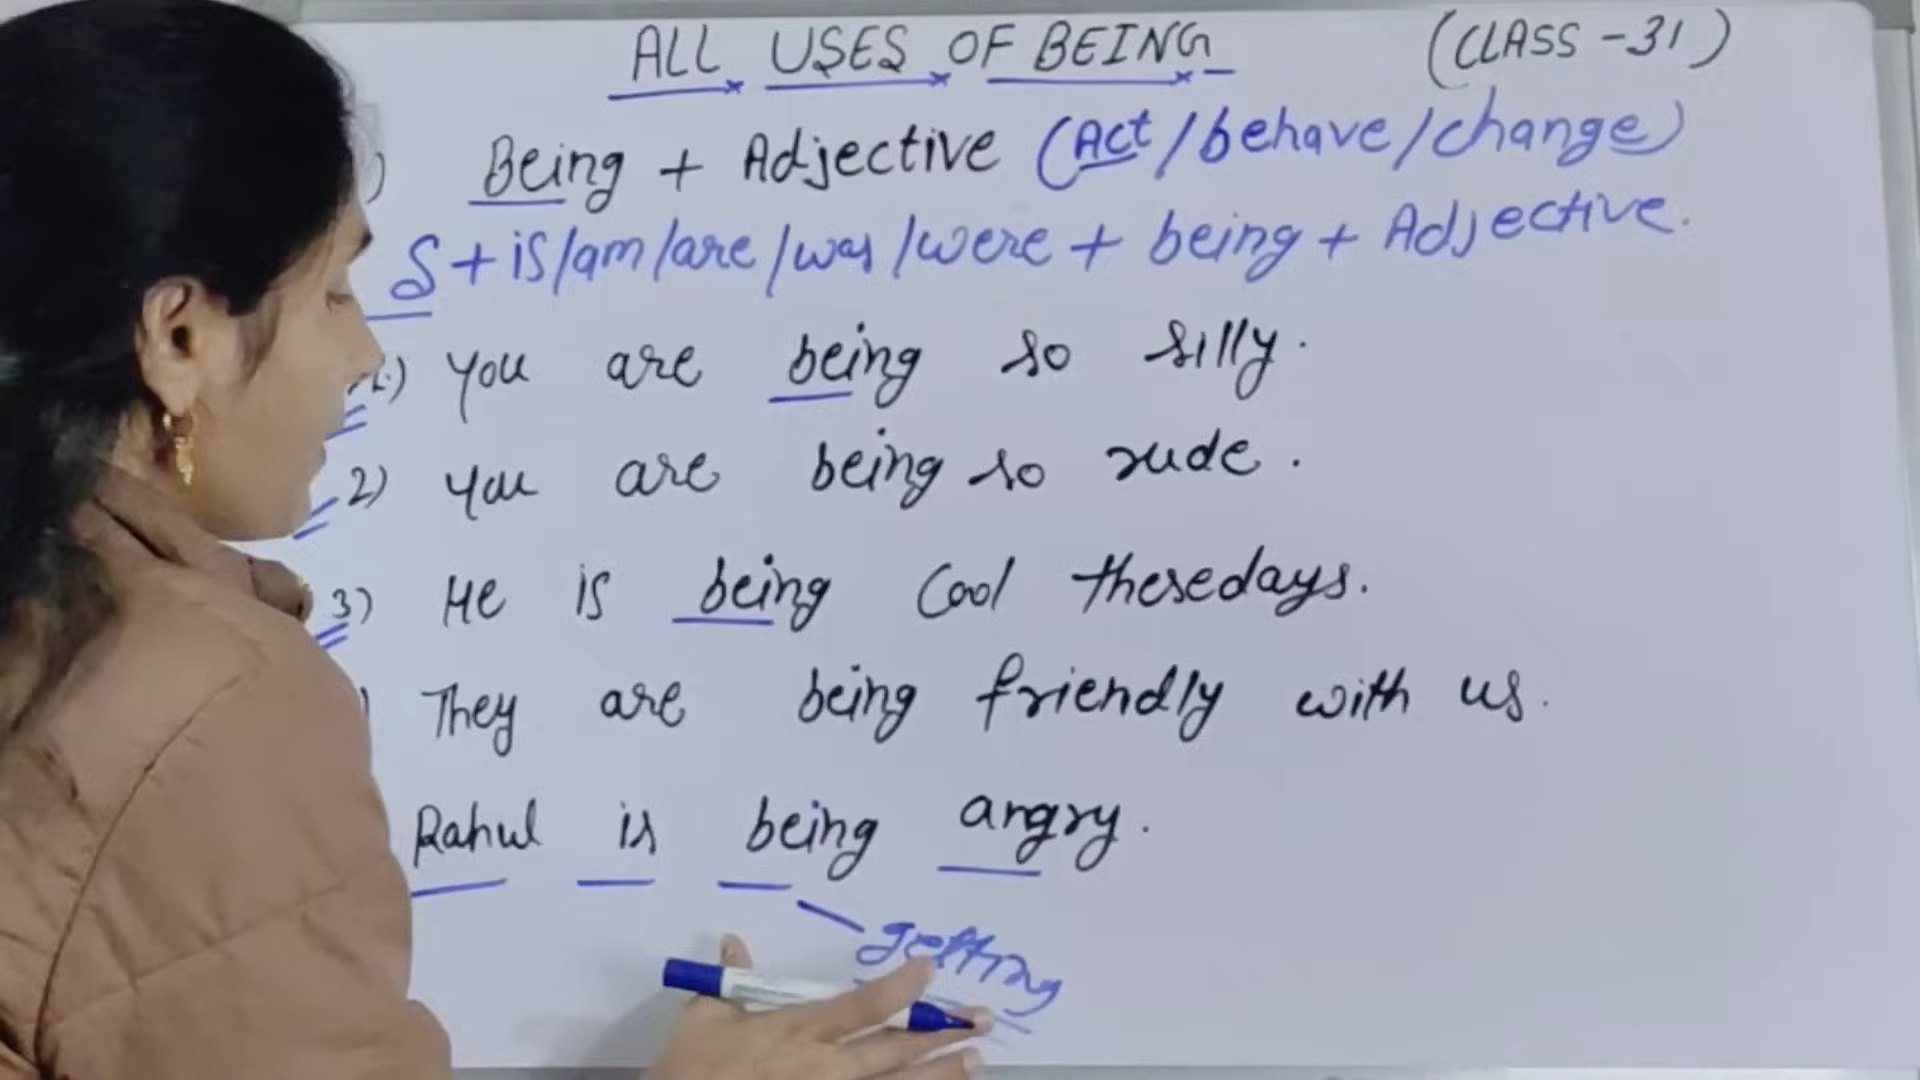 ALL USES OF BEING (CLASS-31)
) Being + Adjective (Act/behave/change)
S + is/am/are/was/were + being + Adjective.
1.) You are being so silly.
2) You are being so rude.
3) He is being Cool thesedays.
) They are being friendly with us.
Rahul is being angry.
getting